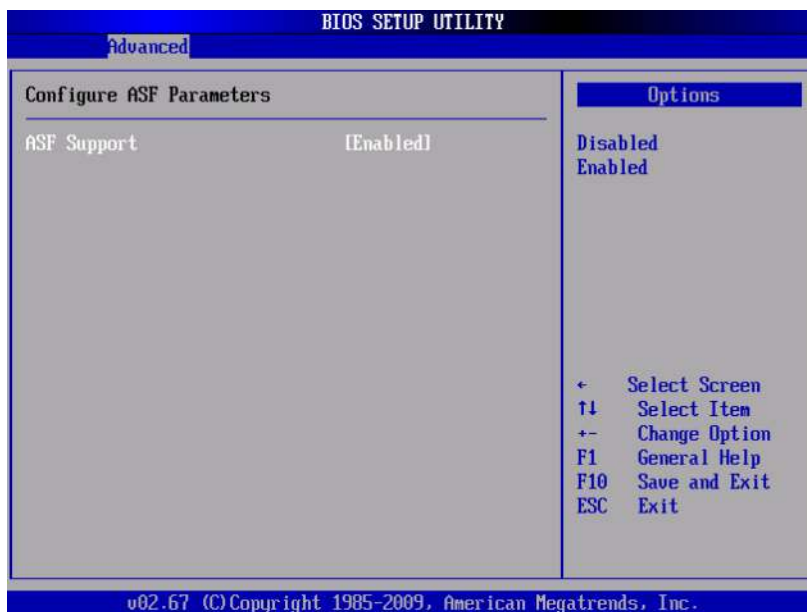 BIOS SETUP UTILITY
Advanced
Configure ASF Parameters
ASF Support [Enabled]
Options
Disabled
Enabled
← Select Screen
↑↓ Select Item
+- Change Option
F1 General Help
F10 Save and Exit
ESC Exit
v02.67 (C)Copyright 1985-2009, American Megatrends, Inc.